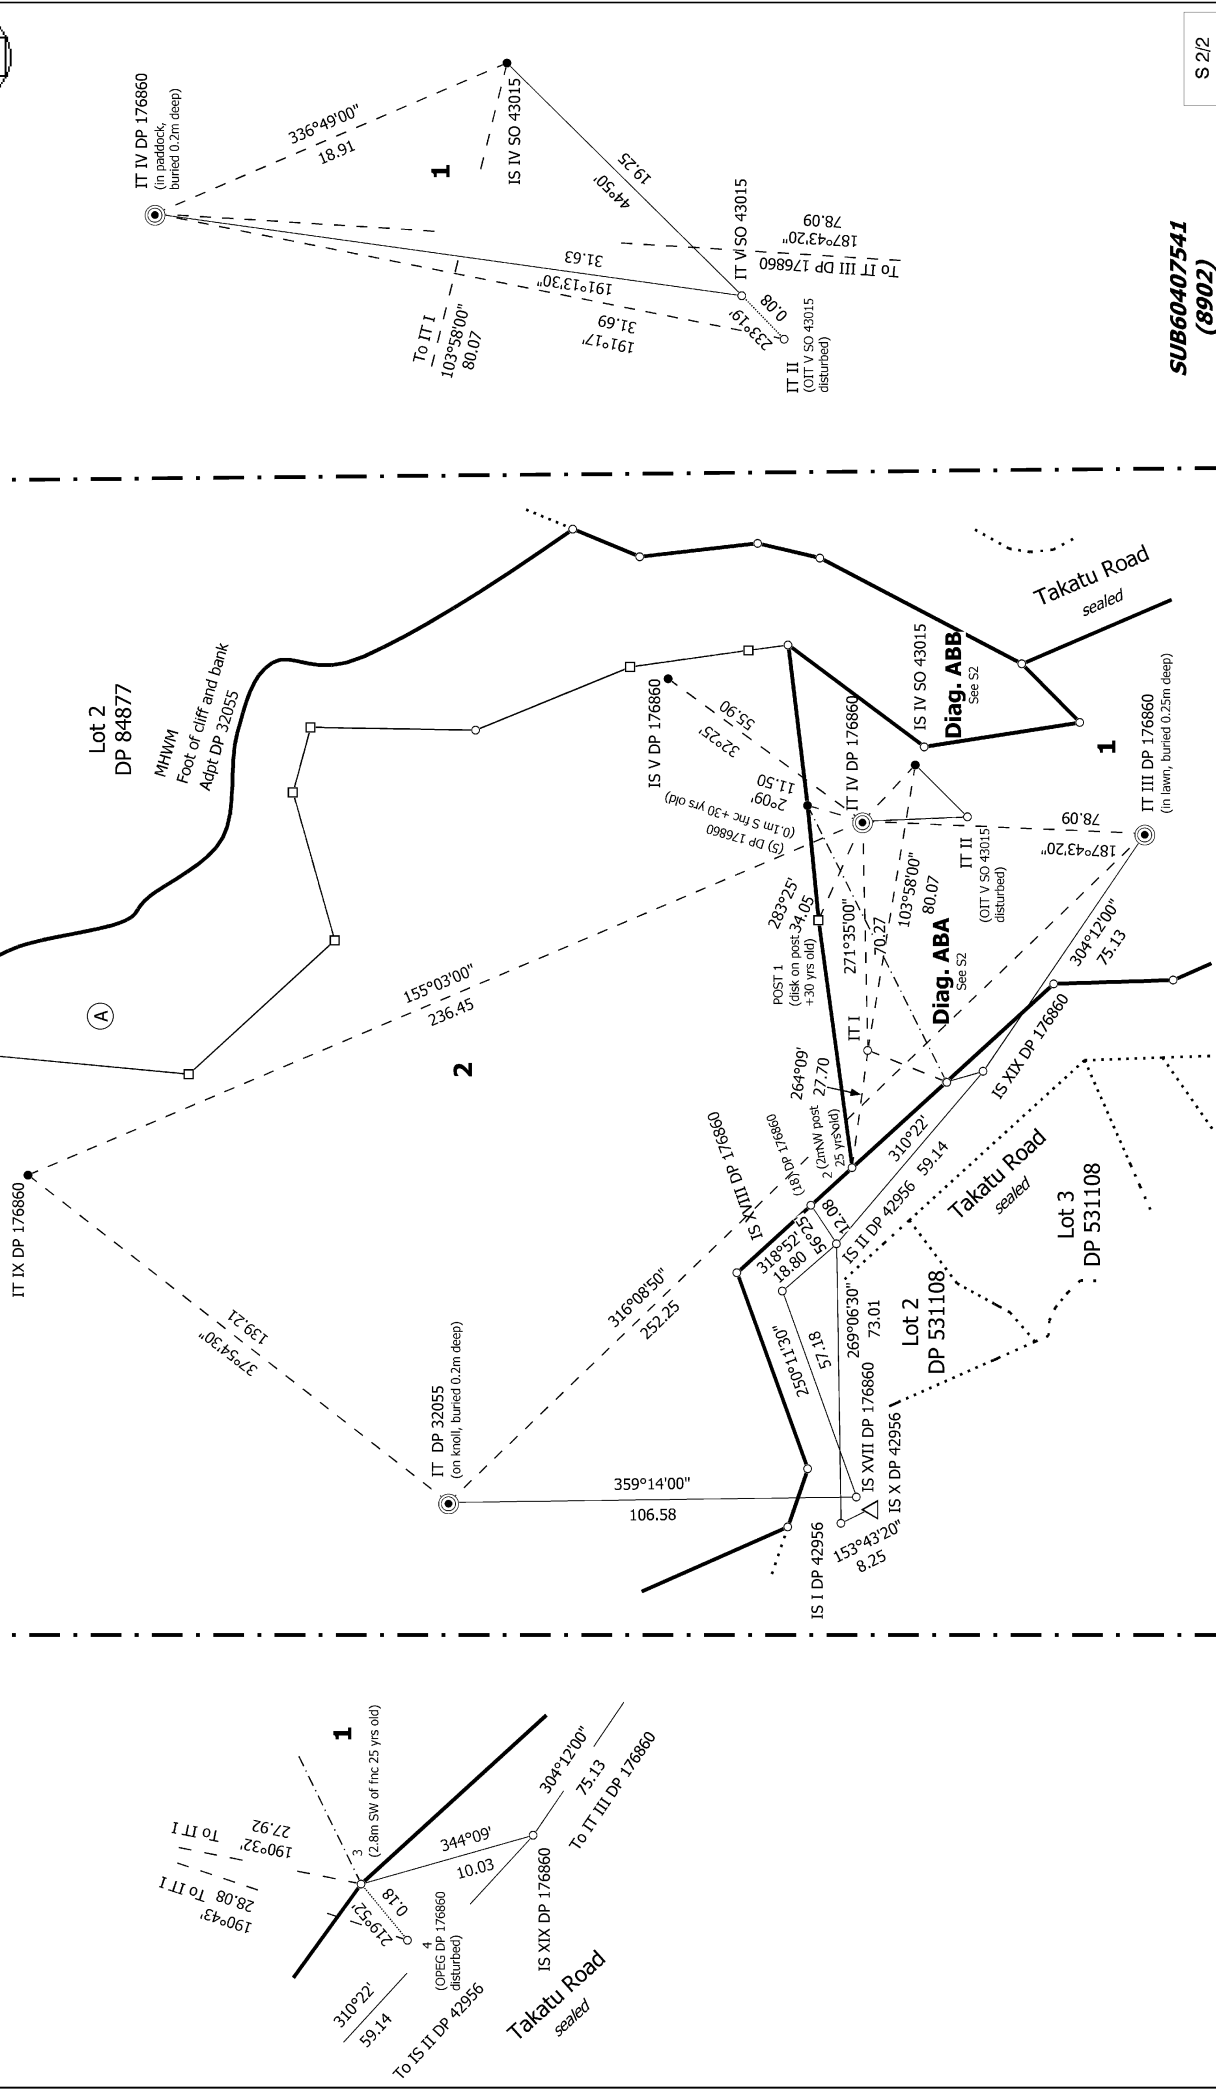 IT IV DP 176860
(in paddock,
buried 0.2m deep)
336°49'00"
18.91
1
IS IV SO 43015
19.25
44°50'
31.63
191°13'30"
31.69
191°17'
To IT I
103°58'00"
80.07
IT V SO 43015
To IT III DP 176860
187°43'20"
78.09
0.08
233°19'
IT II
(OIT V SO 43015
disturbed)
S 2/2
SUB60407541
(8902)
Lot 2
DP 84877
MHWM
Foot of cliff and bank
Adpt DP 32055
A
2
155°03'00"
236.45
IT IX DP 176860
139.21
37°54'30"
IT DP 32055
(on knoll, buried 0.2m deep)
316°08'50"
252.25
359°14'00"
106.58
IS V DP 176860
55.90
32°25'
11.50
2°09'
(5) DP 176860
(0.1m S fnc +30 yrs old)
IT IV DP 176860
IS IV SO 43015
Diag. ABB
See S2
Takatu Road
sealed
1
IT III DP 176860
(in lawn, buried 0.25m deep)
78.09
187°43'20"
IT II
(OIT V SO 43015
disturbed)
283°25'
34.05
POST 1
(disk on post
+30 yrs old)
271°35'00"
70.27
103°58'00"
80.07
Diag. ABA
See S2
304°12'00"
75.13
IT I
264°09'
27.70
2 (2mNW post
25 yrs old)
(18) DP 176860
IS XVIII DP 176860
318°52'
18.80
56°25'
12.08
310°22'
59.14
IS XIX DP 176860
IS II DP 42956
Takatu Road
sealed
Lot 3
DP 531108
Lot 2
DP 531108
250°11'30"
57.18
269°06'30"
73.01
IS XVII DP 176860
IS X DP 42956
IS I DP 42956
153°43'20"
8.25
1
3
(2.8m SW of fnc 25 yrs old)
To IT I
190°32'
27.92
To IT I
190°43'
28.08
344°09'
10.03
304°12'00"
75.13
To IT III DP 176860
IS XIX DP 176860
0.18
219°52'
4
(OPEG DP 176860
disturbed)
310°22'
59.14
To IS II DP 42956
Takatu Road
sealed